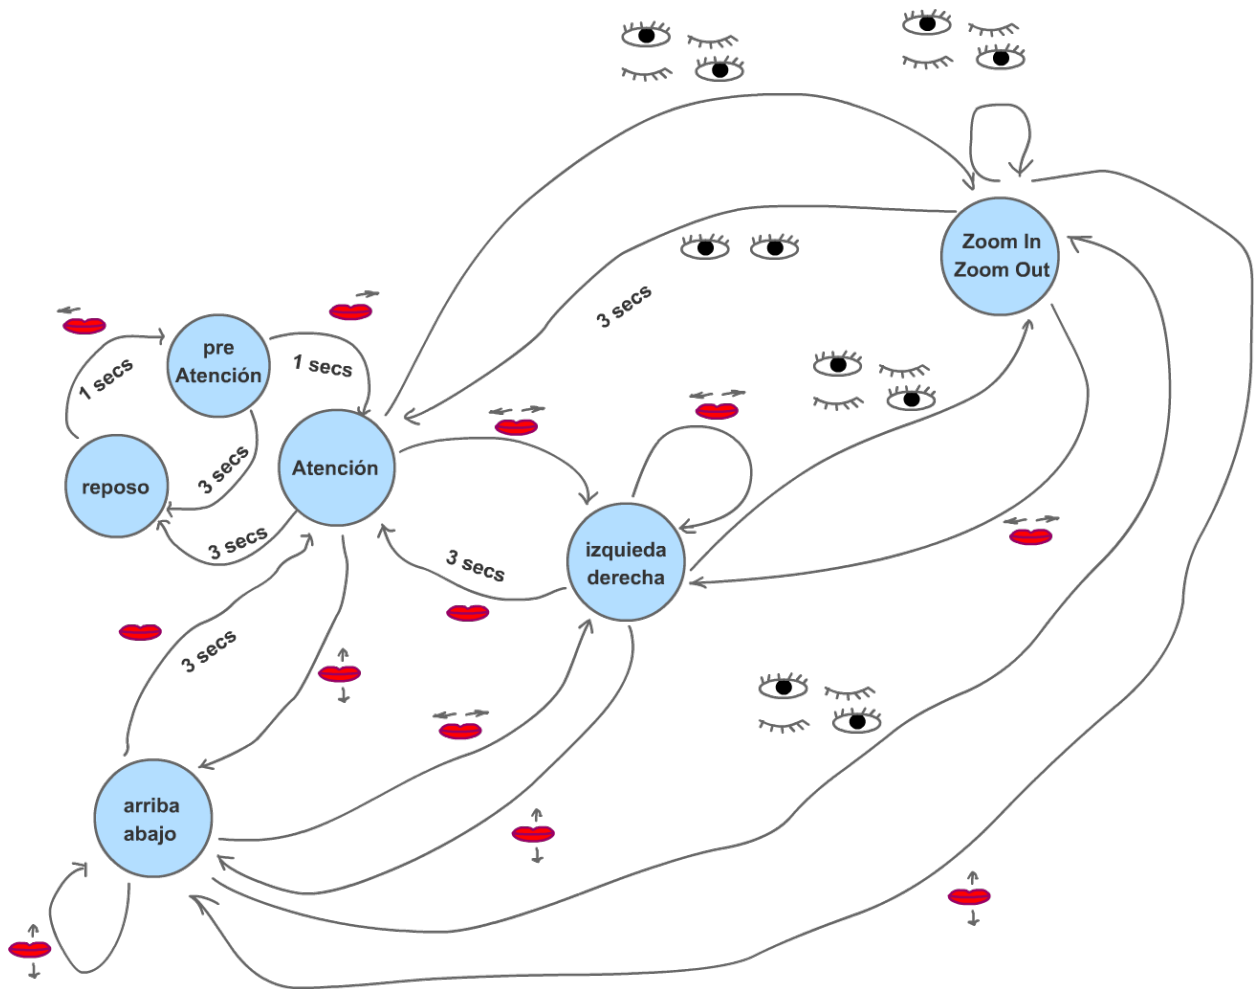 Zoom In
Zoom Out
3 secs
pre
Atención
1 secs
1 secs
3 secs
Atención
reposo
3 secs
izquieda
derecha
3 secs
3 secs
arriba
abajo